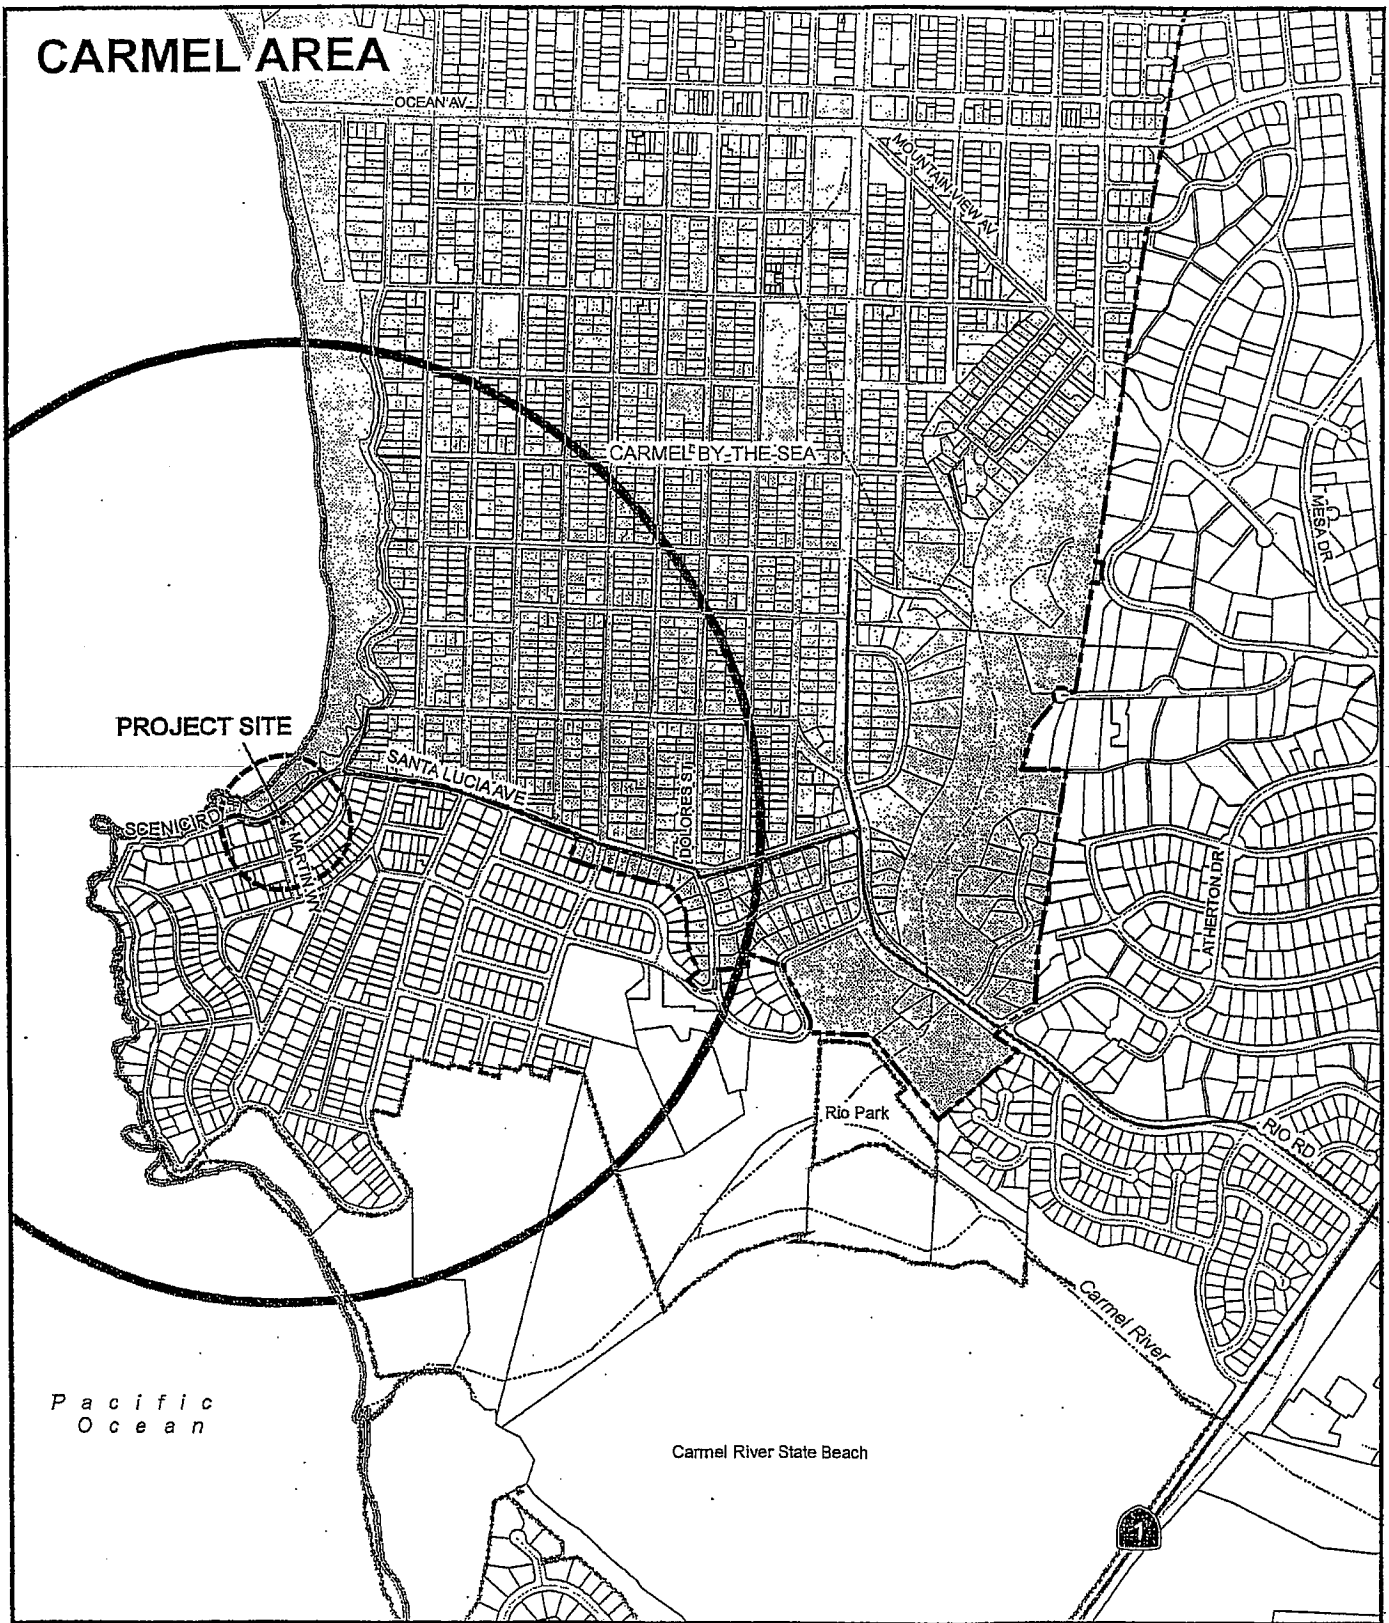 CARMEL AREA
OCEAN AV
MOUNTAIN VIEW AV
CARMEL-BY-THE-SEA
MESA DR
PROJECT SITE
SANTA LUCIA AVE
DOLORES ST
SCENIC RD
MARTIN WY
ATHERTON DR
Rio Park
RIO RD
Carmel River
Pacific
Ocean
Carmel River State Beach
1